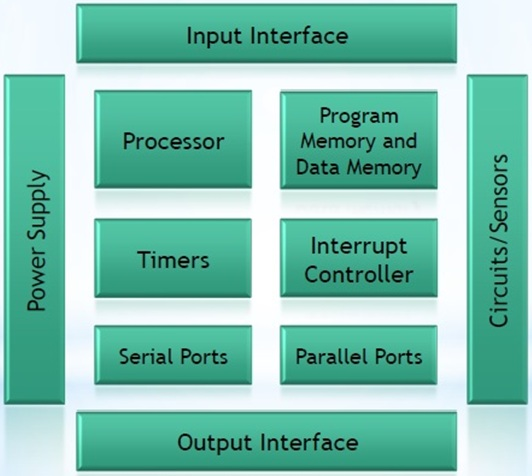 Input Interface
Power Supply
Processor
Program
Memory and
Data Memory
Circuits/Sensors
Timers
Interrupt
Controller
Serial Ports
Parallel Ports
Output Interface